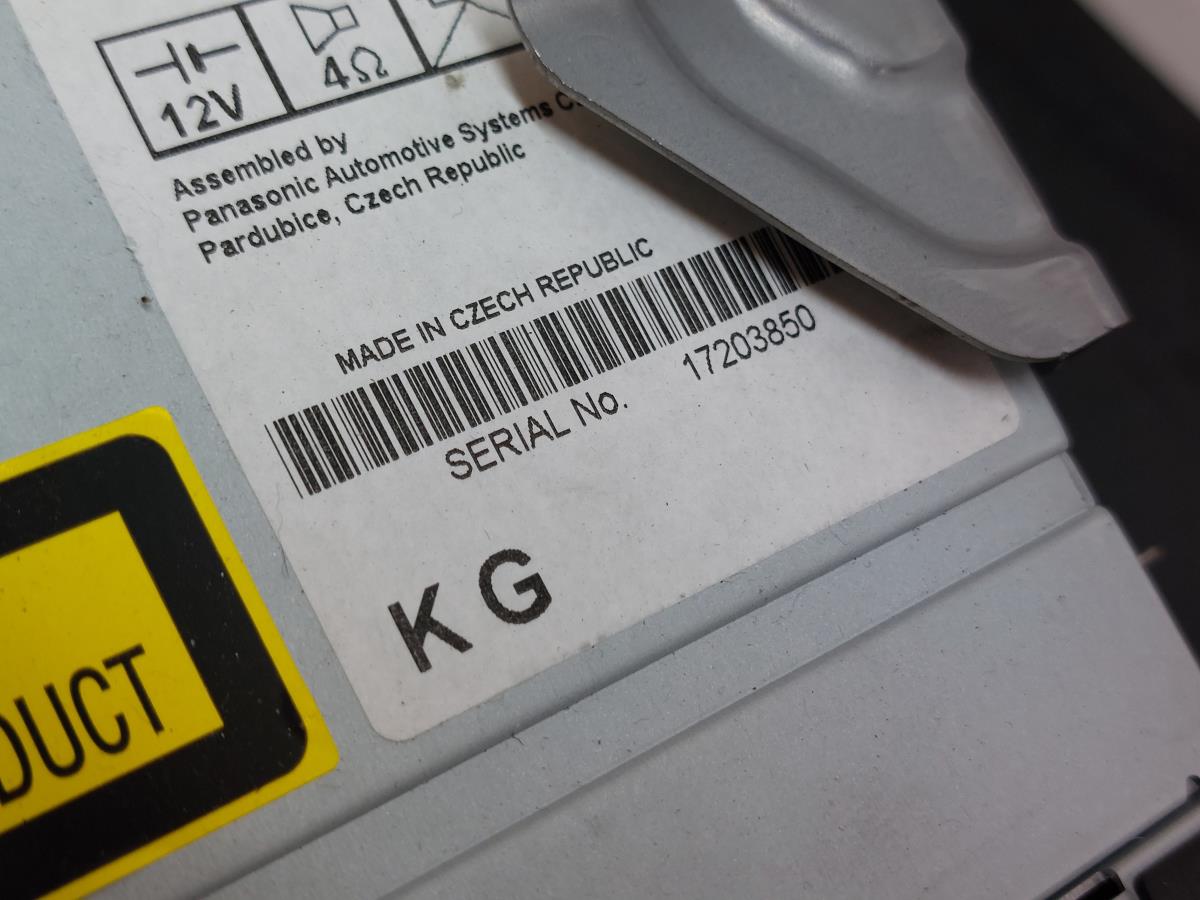 12V 4Ω
Assembled by
Panasonic Automotive Systems
Pardubice, Czech Republic
MADE IN CZECH REPUBLIC
SERIAL No. 17203850
K G
DUCT